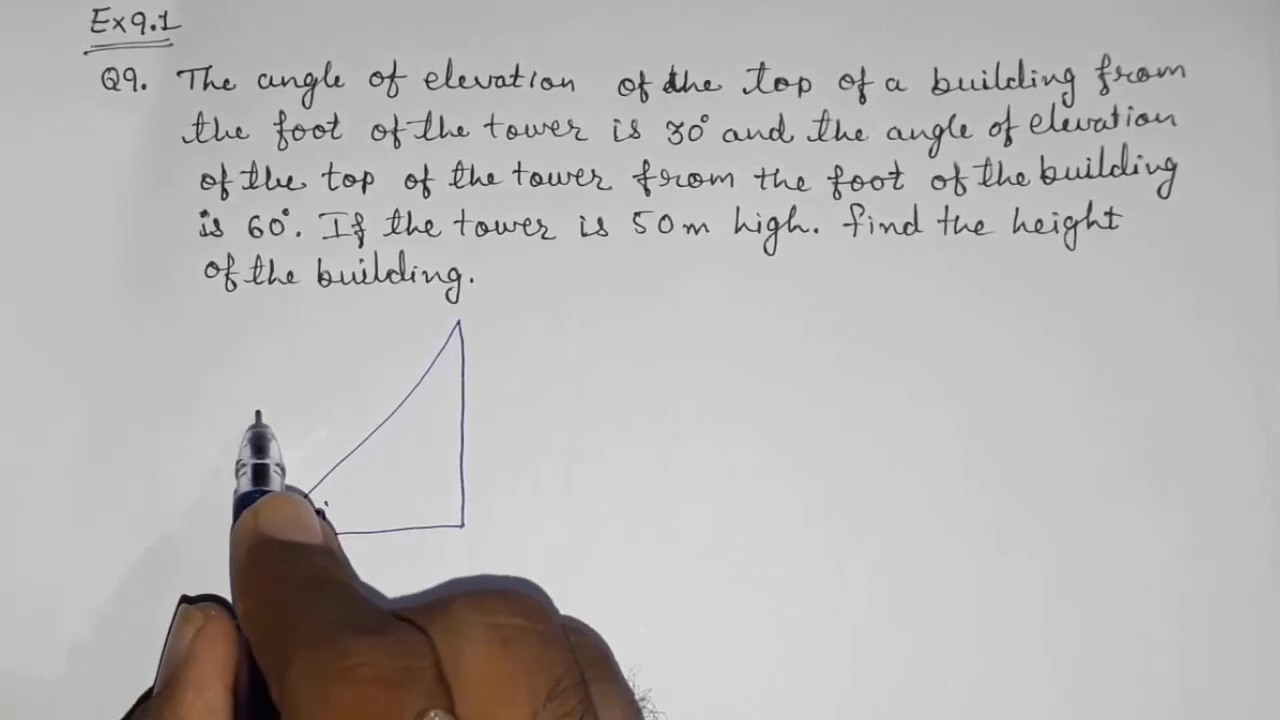 Ex 9.1
Q9. The angle of elevation of the top of a building from
the foot of the tower is 30° and the angle of elevation
of the top of the tower from the foot of the building
is 60°. If the tower is 50m high. find the height
of the building.